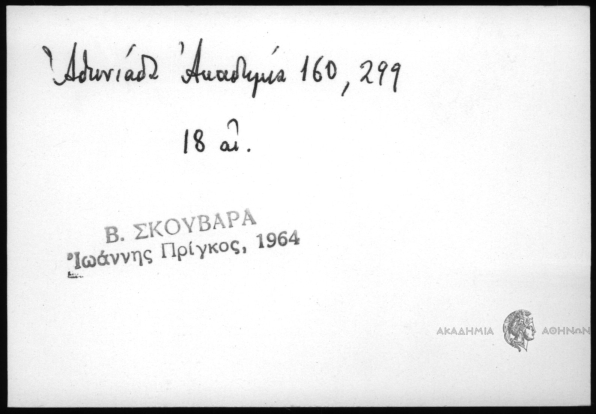 Ἀθωνιάδα Ἀκαδημία 160, 299
18 αἰ.
Β. ΣΚΟΥΒΑΡΑ
Ἰωάννης Πρίγκος, 1964
ΑΚΑΔΗΜΙΑ ΑΘΗΝΩΝ